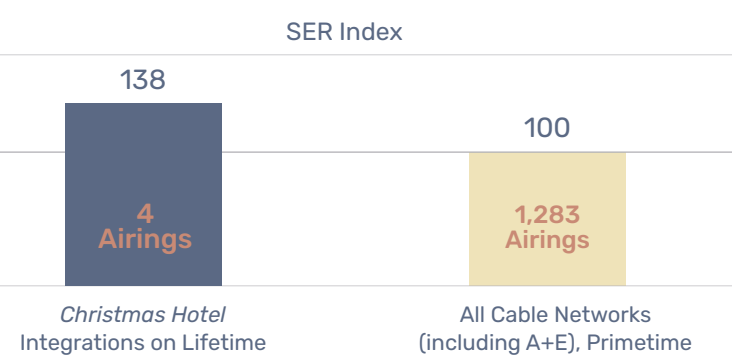 SER Index
138
100
4
Airings
1,283
Airings
Christmas Hotel
Integrations on Lifetime
All Cable Networks
(including A+E), Primetime